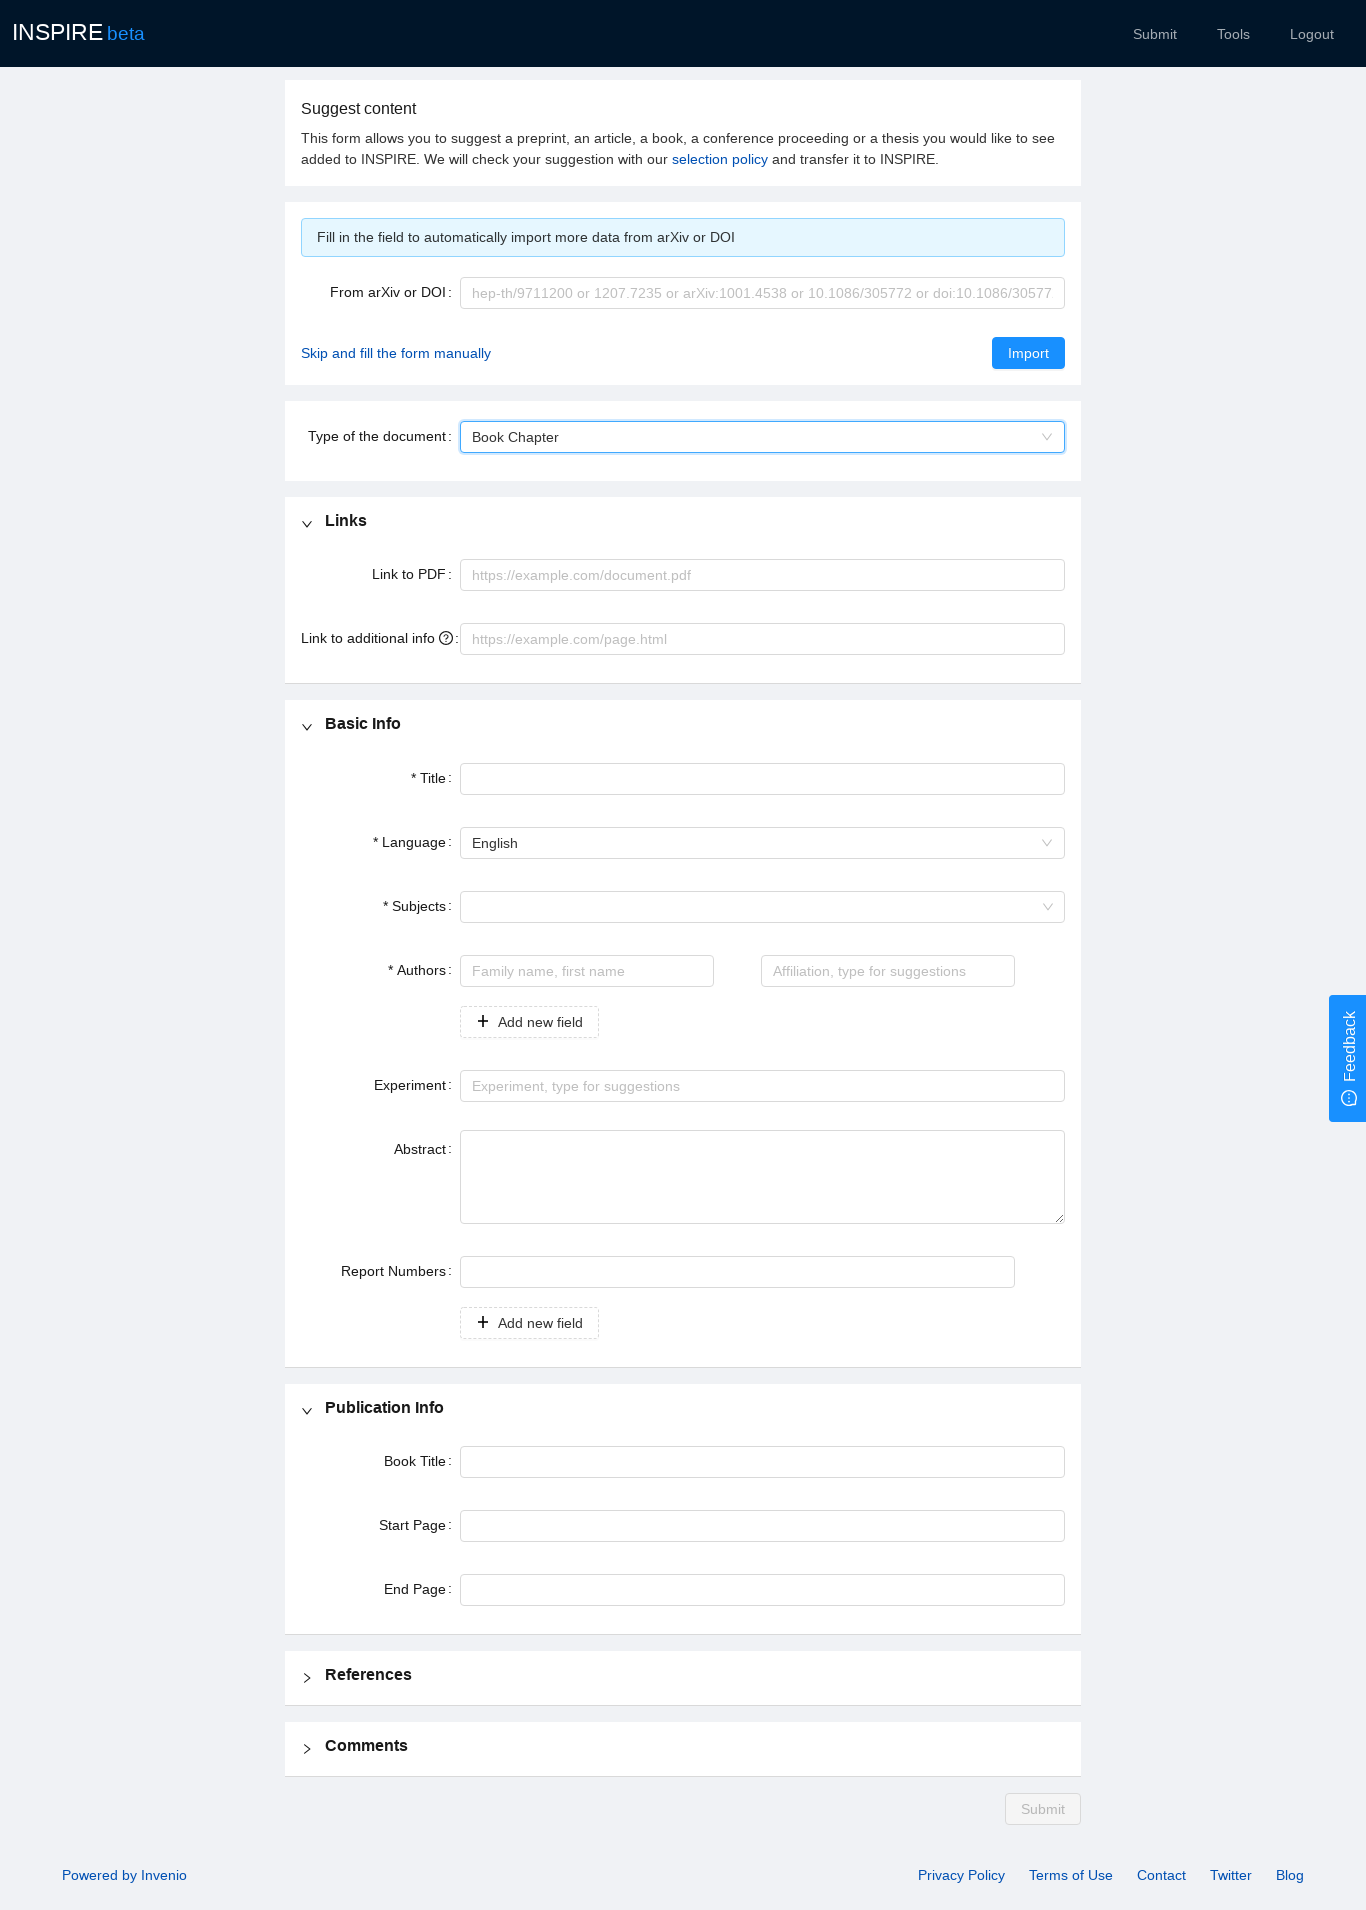 INSPIRE beta
Submit Tools Logout
Suggest content
This form allows you to suggest a preprint, an article, a book, a conference proceeding or a thesis you would like to see
added to INSPIRE. We will check your suggestion with our selection policy and transfer it to INSPIRE.
Fill in the field to automatically import more data from arXiv or DOI
From arXiv or DOI : hep-th/9711200 or 1207.7235 or arXiv:1001.4538 or 10.1086/305772 or doi:10.1086/30577
Skip and fill the form manually Import
Type of the document : Book Chapter
Links
Link to PDF : https://example.com/document.pdf
Link to additional info : https://example.com/page.html
Basic Info
* Title :
* Language : English
* Subjects :
* Authors : Family name, first name Affiliation, type for suggestions
+ Add new field
Experiment : Experiment, type for suggestions
Abstract :
Report Numbers :
+ Add new field
Publication Info
Book Title :
Start Page :
End Page :
References
Comments
Submit
Feedback
Powered by Invenio Privacy Policy Terms of Use Contact Twitter Blog